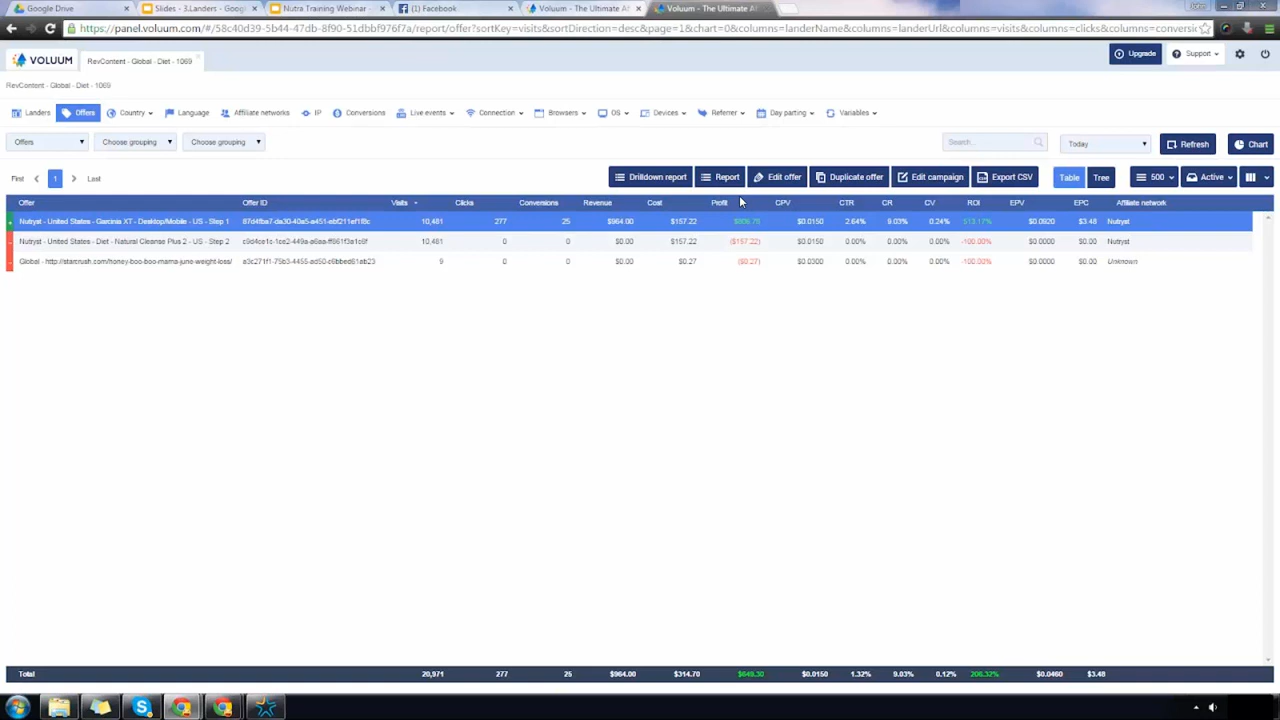 Google Drive
Slides - 3.Landers - Goog
Nutra Training Webinar -
(1) Facebook
Voluum - The Ultimate Af
Voluum - The Ultimate Af
https://panel.voluum.com/#/58c40d39-5b44-47db-8f90-51dbbf976f7a/report/offer?sortKey=visits&sortDirection=desc&page=1&chart=0&columns=landerName&columns=landerUrl&columns=visits&columns=clicks&columns=conversi
VOLUUM
RevContent - Global - Diet - 1069
Upgrade
Support
RevContent - Global - Diet - 1069
Landers
Offers
Country
Language
Affiliate networks
IP
Conversions
Live events
Connection
Browsers
OS
Devices
Referrer
Day parting
Variables
Offers
Choose grouping
Choose grouping
Search...
Today
Refresh
Chart
First
1
Last
Drilldown report
Report
Edit offer
Duplicate offer
Edit campaign
Export CSV
Table
Tree
500
Active
Offer Offer ID Visits Clicks Conversions Revenue Cost Profit CPV CTR CR CV ROI EPV EPC Affiliate network
Nutryst - United States - Garcinia XT - Desktop/Mobile - US - Step 1 10,481 277 25 $964.00 $157.22 $0.0150 2.64% 9.03% 0.24% 513.17% $0.0920 $3.48 Nutryst
Nutryst - United States - Diet - Natural Cleanse Plus 2 - US - Step 2 10,481 0 0 $0.00 $157.22 ($157.22) $0.0150 0.00% 0.00% 0.00% -100.00% $0.0000 $0.00 Nutryst
Global - http://starcrush.com/honey-boo-boo-mama-june-weight-loss/ 9 0 0 $0.00 $0.27 ($0.27) $0.0300 0.00% 0.00% 0.00% -100.00% $0.0000 $0.00 Unknown
Total 20,971 277 25 $964.00 $314.70 $649.30 $0.0150 1.32% 9.03% 0.12% 206.32% $0.0460 $3.48